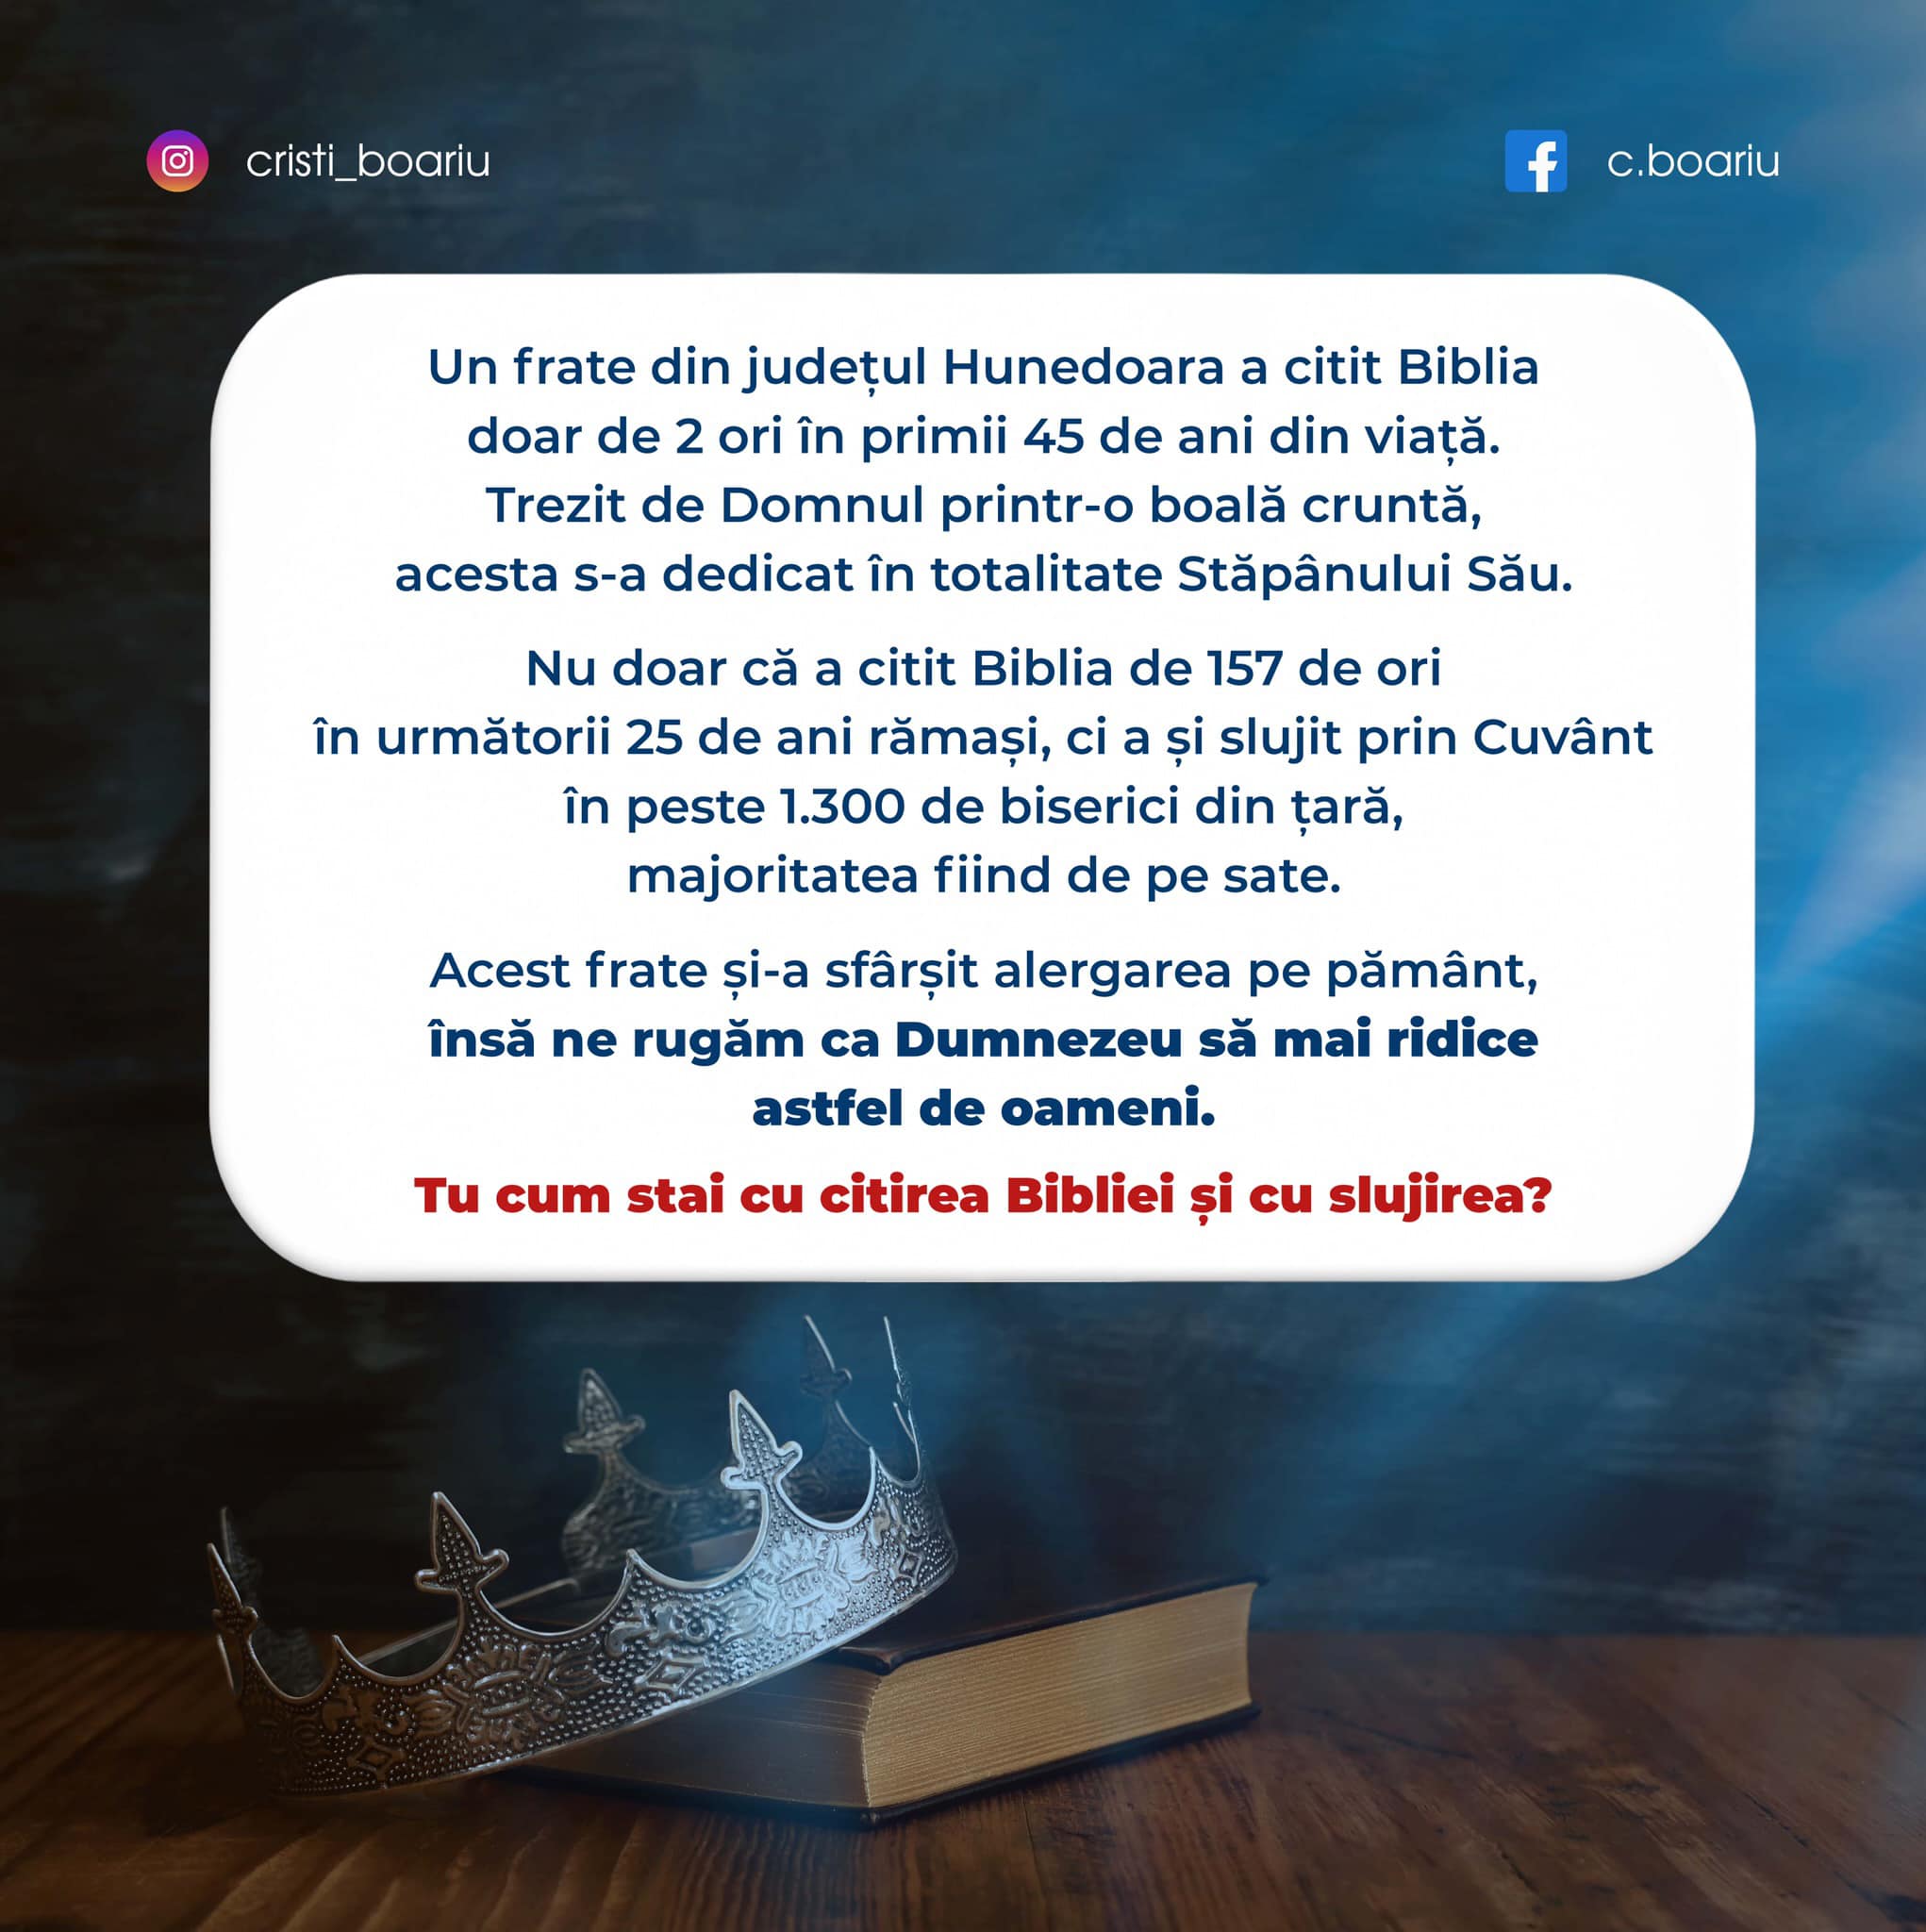 cristi_boariu
c.boariu
Un frate din județul Hunedoara a citit Biblia
doar de 2 ori în primii 45 de ani din viață.
Trezit de Domnul printr-o boală cruntă,
acesta s-a dedicat în totalitate Stăpânului Său.
Nu doar că a citit Biblia de 157 de ori
în următorii 25 de ani rămași, ci a și slujit prin Cuvânt
în peste 1.300 de biserici din țară,
majoritatea fiind de pe sate.
Acest frate și-a sfârșit alergarea pe pământ,
însă ne rugăm ca Dumnezeu să mai ridice
astfel de oameni.
Tu cum stai cu citirea Bibliei și cu slujirea?